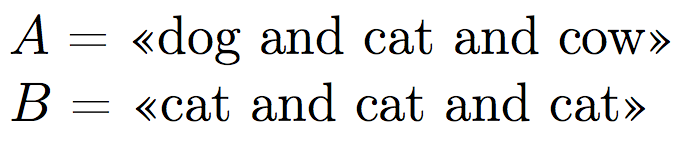 A = «dog and cat and cow»
B = «cat and cat and cat»